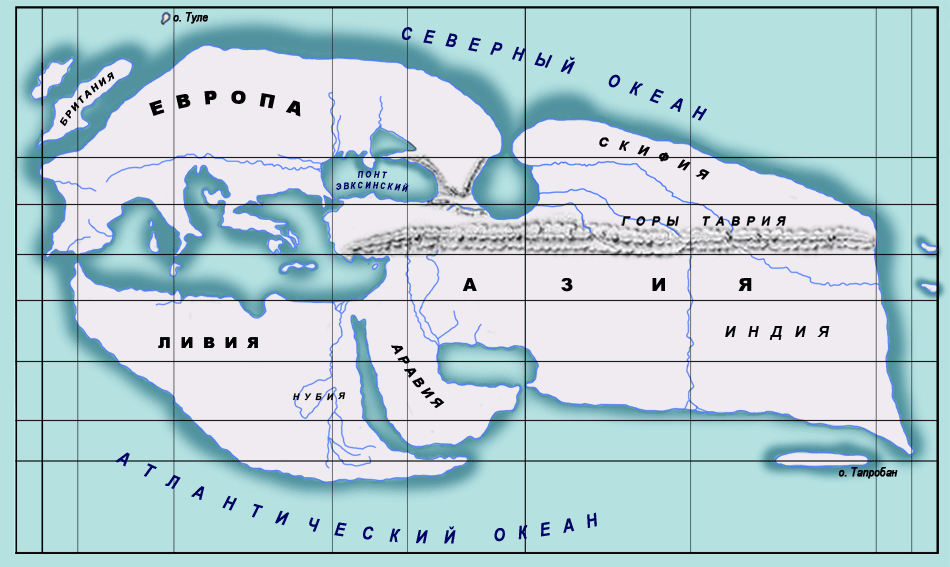 о. Туле
СЕВЕРНЫЙ ОКЕАН
БРИТАНИЯ
ЕВРОПА
СКИФИЯ
ПОНТ
ЭВКСИНСКИЙ
ГОРЫ ТАВРИЯ
АЗИЯ
ИНДИЯ
ЛИВИЯ
АРАВИЯ
НУБИЯ
АТЛАНТИЧЕСКИЙ ОКЕАН
о. Тапробан